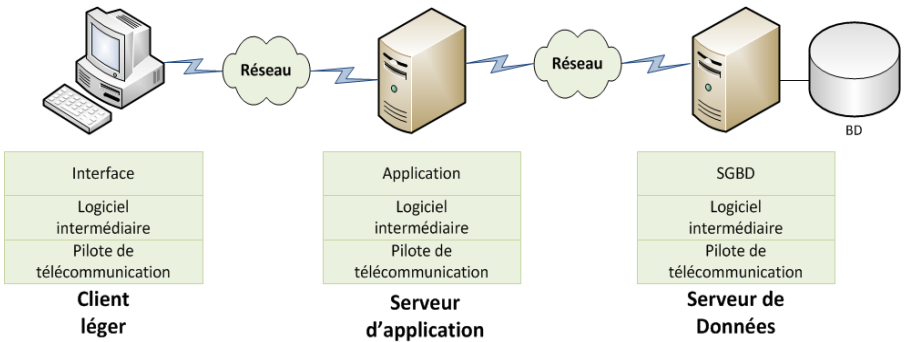 Réseau
Réseau
BD
Interface
Logiciel
intermédiaire
Pilote de
télécommunication
Client
léger
Application
Logiciel
intermédiaire
Pilote de
télécommunication
Serveur
d'application
SGBD
Logiciel
intermédiaire
Pilote de
télécommunication
Serveur de
Données